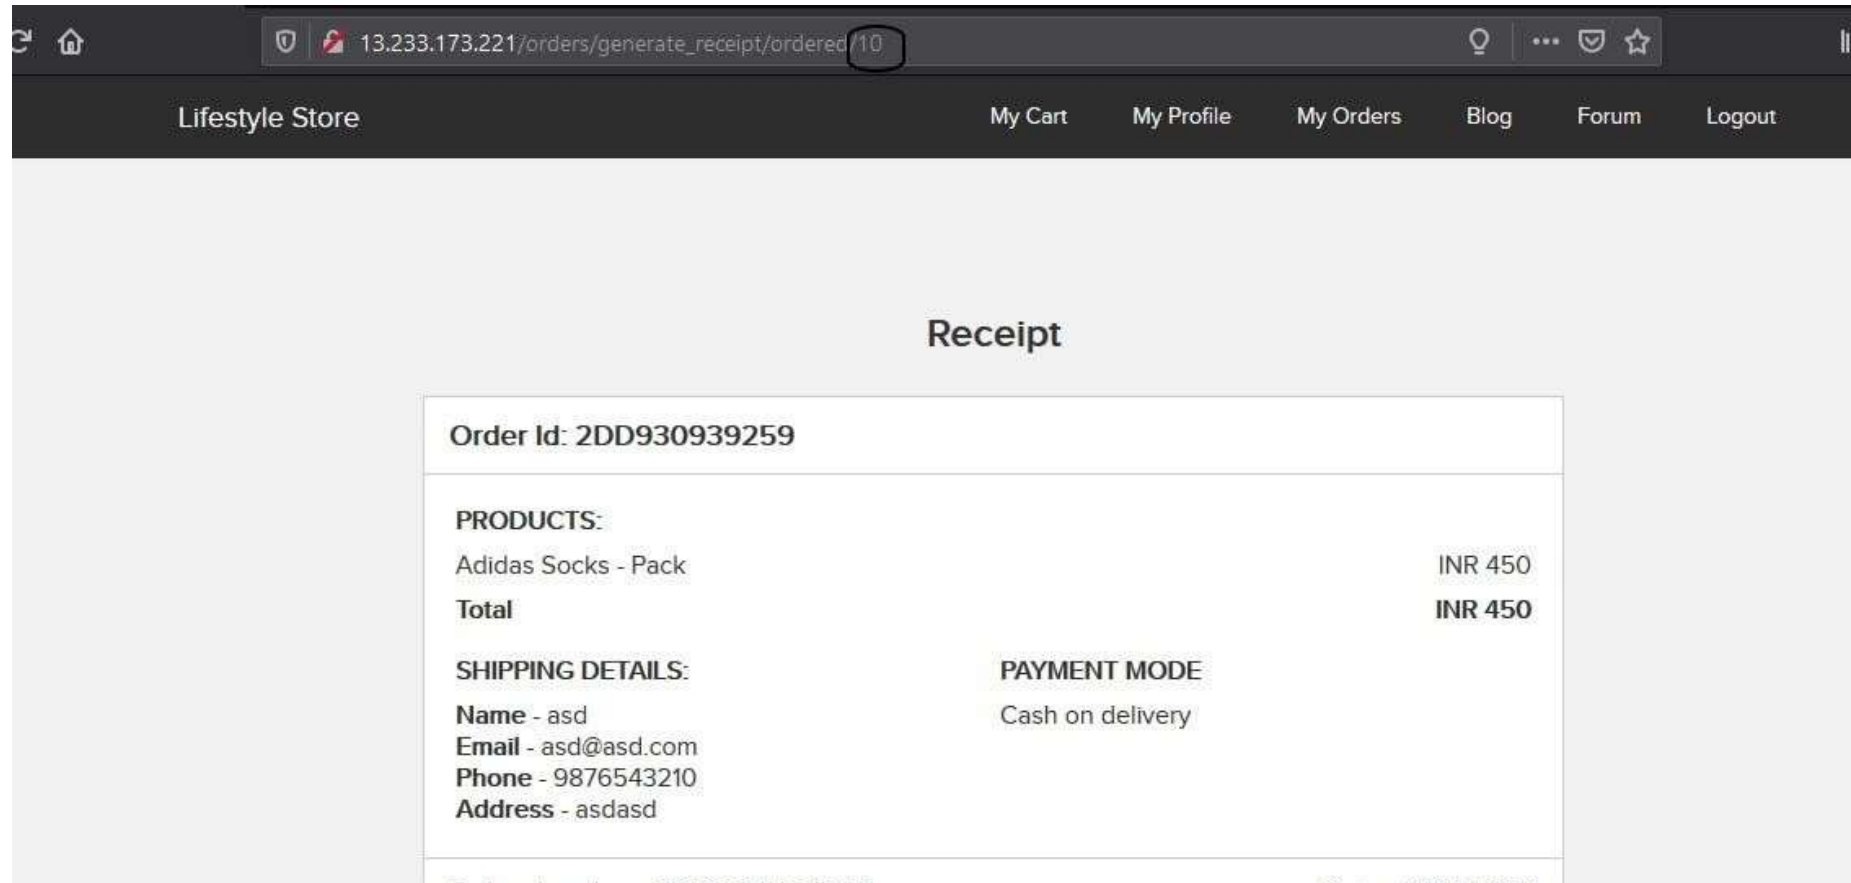 13.233.173.221/orders/generate_receipt/ordered/10
Lifestyle Store
My Cart
My Profile
My Orders
Blog
Forum
Logout
Receipt
Order Id: 2DD930939259
PRODUCTS:
Adidas Socks - Pack INR 450
Total INR 450
SHIPPING DETAILS:
Name - asd
Email - asd@asd.com
Phone - 9876543210
Address - asdasd
PAYMENT MODE
Cash on delivery